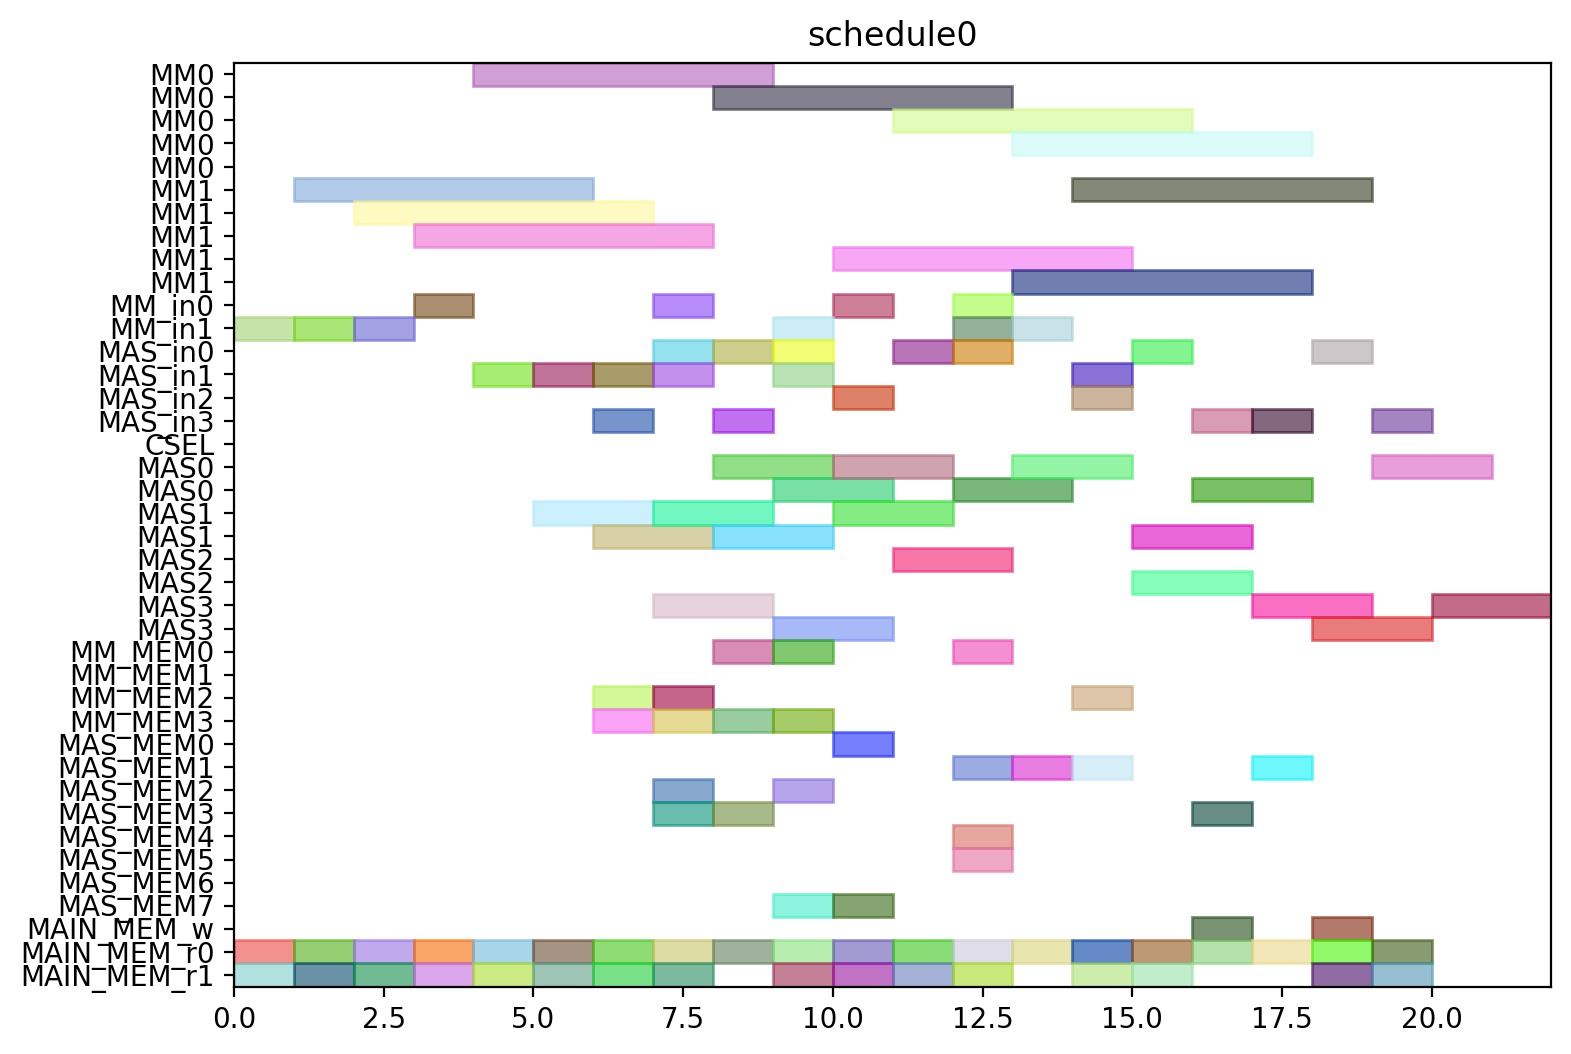 schedule0
MM0
MM0
MM0
MM0
MM0
MM1
MM1
MM1
MM1
MM1
MM_in0
MM_in1
MAS_in0
MAS_in1
MAS_in2
MAS_in3
CSEL
MAS0
MAS0
MAS1
MAS1
MAS2
MAS2
MAS3
MAS3
MM_MEM0
MM_MEM1
MM_MEM2
MM_MEM3
MAS_MEM0
MAS_MEM1
MAS_MEM2
MAS_MEM3
MAS_MEM4
MAS_MEM5
MAS_MEM6
MAS_MEM7
MAIN_MEM_w
MAIN_MEM_r0
MAIN_MEM_r1
0.0 2.5 5.0 7.5 10.0 12.5 15.0 17.5 20.0